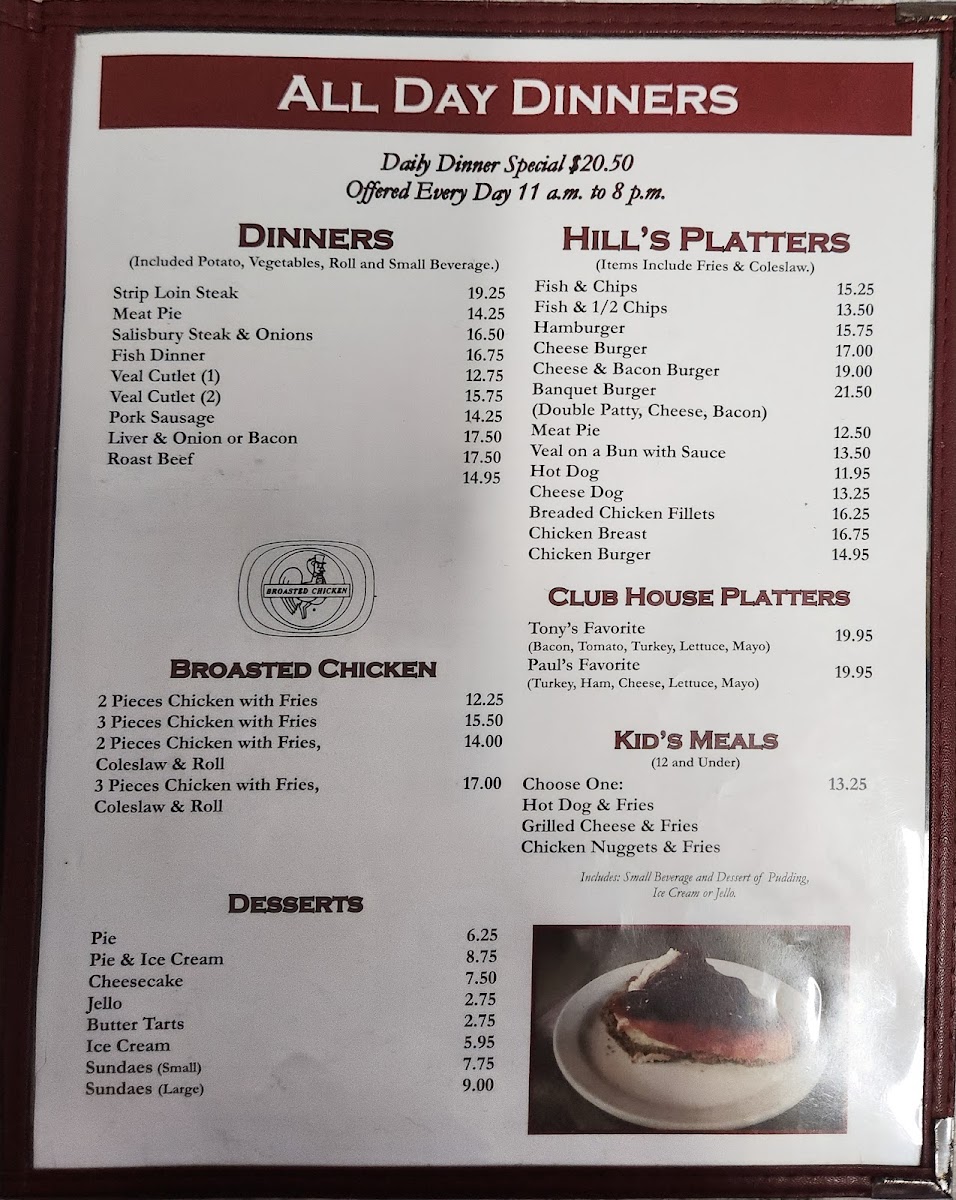 ALL DAY DINNERS
Daily Dinner Special $20.50
Offered Every Day 11 a.m. to 8 p.m.
DINNERS
(Included Potato, Vegetables, Roll and Small Beverage.)
Strip Loin Steak 19.25
Meat Pie 14.25
Salisbury Steak & Onions 16.50
Fish Dinner 16.75
Veal Cutlet (1) 12.75
Veal Cutlet (2) 15.75
Pork Sausage 14.25
Liver & Onion or Bacon 17.50
Roast Beef 17.50
14.95
BROASTED CHICKEN
BROASTED CHICKEN
2 Pieces Chicken with Fries 12.25
3 Pieces Chicken with Fries 15.50
2 Pieces Chicken with Fries, 14.00
Coleslaw & Roll
3 Pieces Chicken with Fries, 17.00
Coleslaw & Roll
DESSERTS
Pie 6.25
Pie & Ice Cream 8.75
Cheesecake 7.50
Jello 2.75
Butter Tarts 2.75
Ice Cream 5.95
Sundaes (Small) 7.75
Sundaes (Large) 9.00
HILL'S PLATTERS
(Items Include Fries & Coleslaw.)
Fish & Chips 15.25
Fish & 1/2 Chips 13.50
Hamburger 15.75
Cheese Burger 17.00
Cheese & Bacon Burger 19.00
Banquet Burger 21.50
(Double Patty, Cheese, Bacon)
Meat Pie 12.50
Veal on a Bun with Sauce 13.50
Hot Dog 11.95
Cheese Dog 13.25
Breaded Chicken Fillets 16.25
Chicken Breast 16.75
Chicken Burger 14.95
CLUB HOUSE PLATTERS
Tony's Favorite 19.95
(Bacon, Tomato, Turkey, Lettuce, Mayo)
Paul's Favorite 19.95
(Turkey, Ham, Cheese, Lettuce, Mayo)
KID'S MEALS
(12 and Under)
Choose One: 13.25
Hot Dog & Fries
Grilled Cheese & Fries
Chicken Nuggets & Fries
Includes: Small Beverage and Dessert of Pudding,
Ice Cream or Jello.